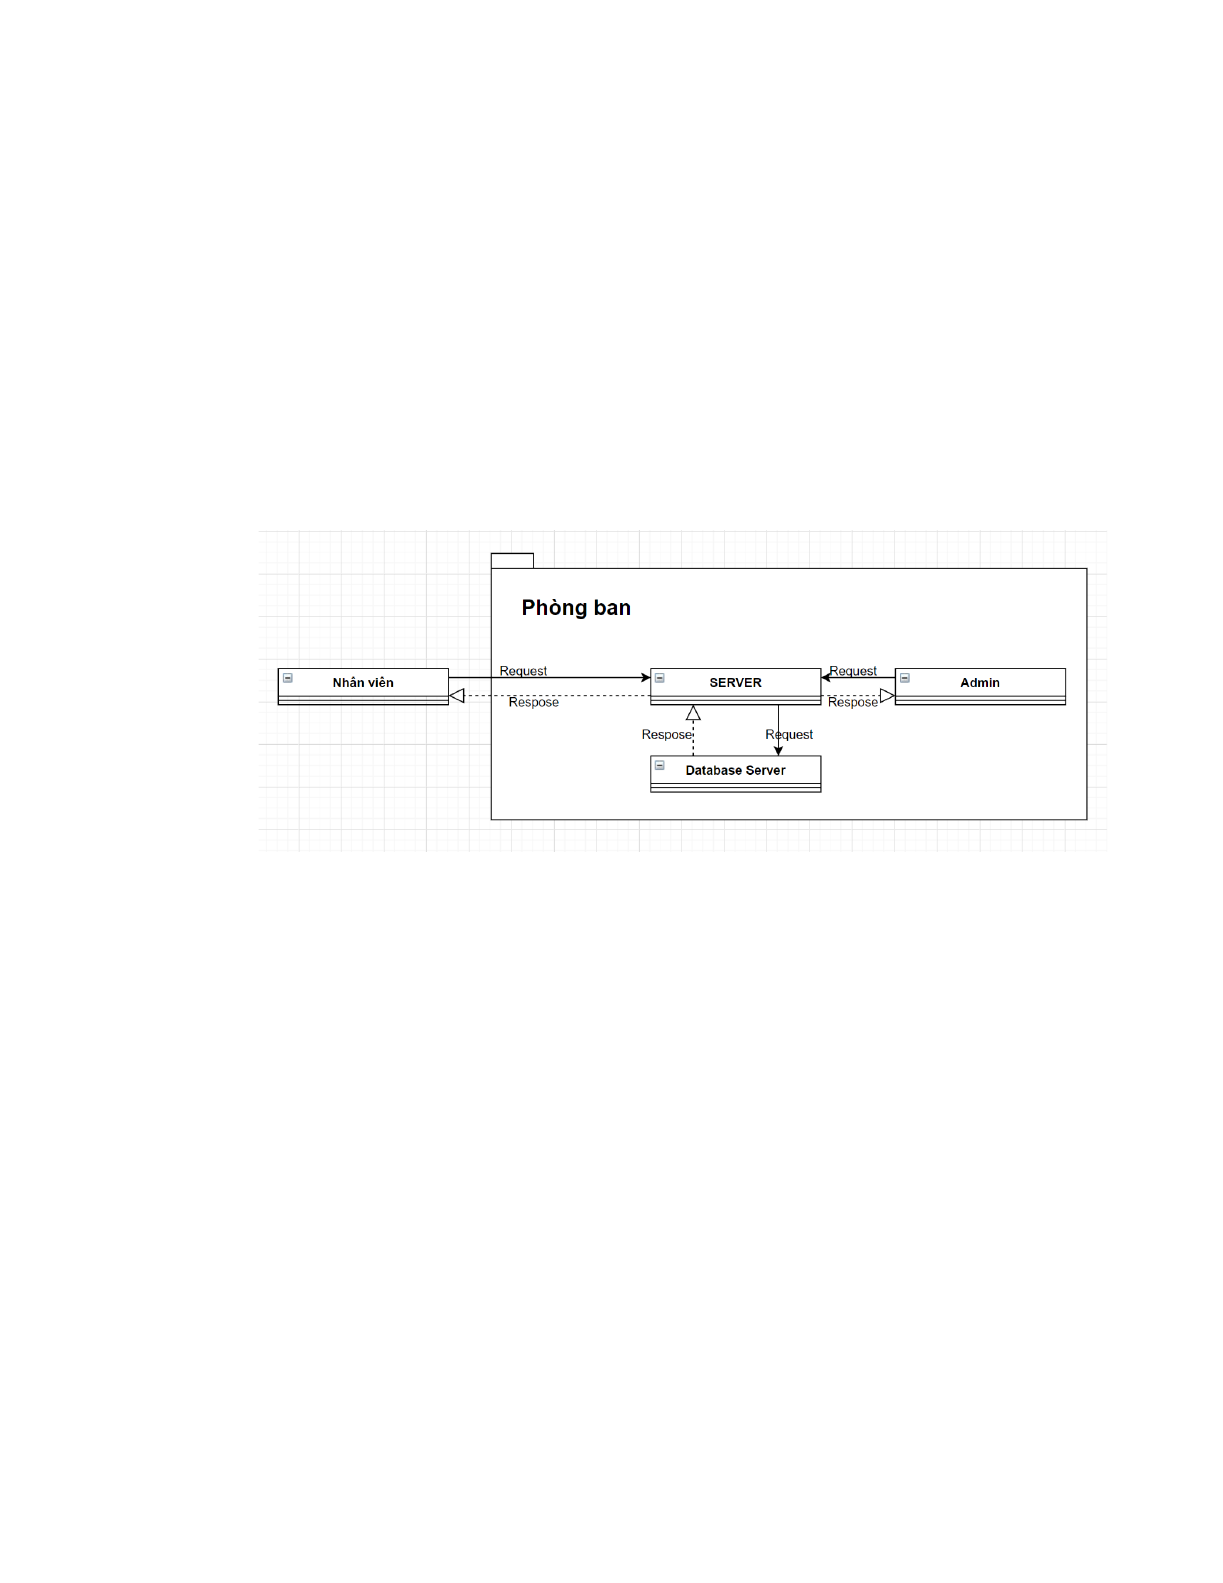 Phòng ban
Request
Request
Nhân viên
SERVER
Admin
Respose
Respose
Respose
Request
Database Server